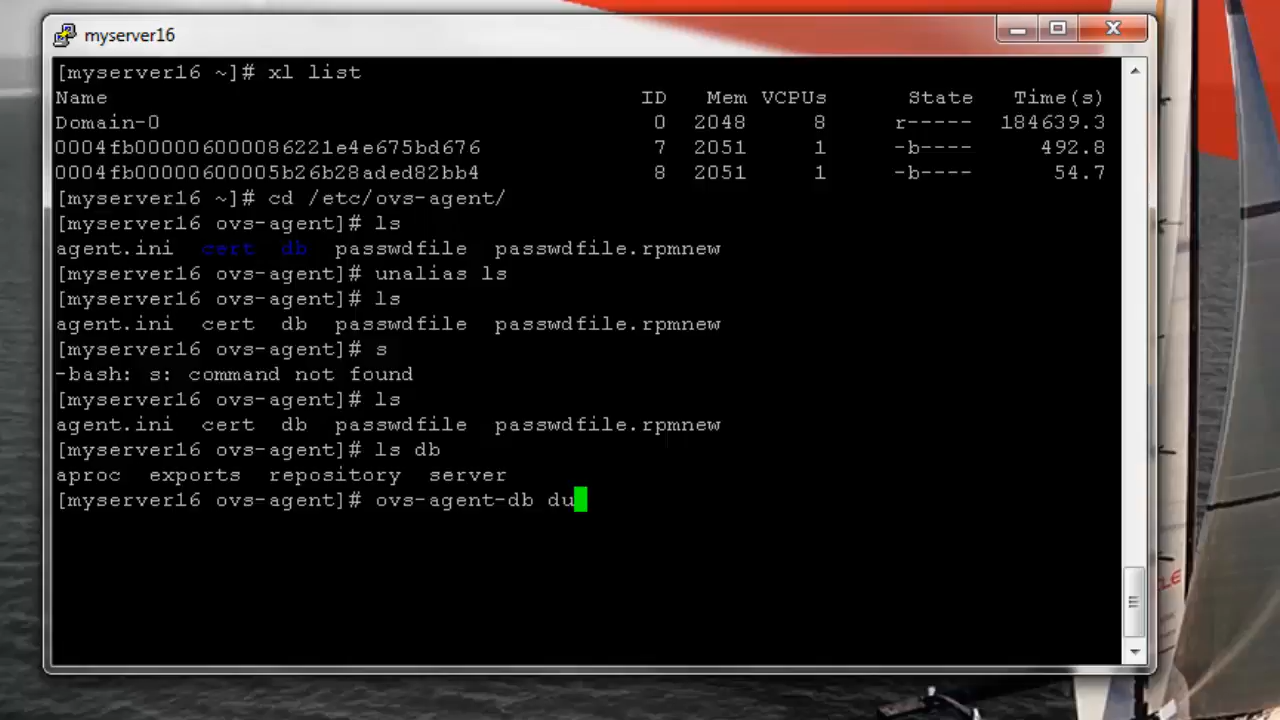 myserver16
[myserver16 ~]# xl list
Name ID Mem VCPUs State Time(s)
Domain-0 0 2048 8 r----- 184639.3
0004fb000006000086221e4e675bd676 7 2051 1 -b---- 492.8
0004fb00000600005b26b28aded82bb4 8 2051 1 -b---- 54.7
[myserver16 ~]# cd /etc/ovs-agent/
[myserver16 ovs-agent]# ls
agent.ini cert db passwdfile passwdfile.rpmnew
[myserver16 ovs-agent]# unalias ls
[myserver16 ovs-agent]# ls
agent.ini cert db passwdfile passwdfile.rpmnew
[myserver16 ovs-agent]# s
-bash: s: command not found
[myserver16 ovs-agent]# ls
agent.ini cert db passwdfile passwdfile.rpmnew
[myserver16 ovs-agent]# ls db
aproc exports repository server
[myserver16 ovs-agent]# ovs-agent-db du